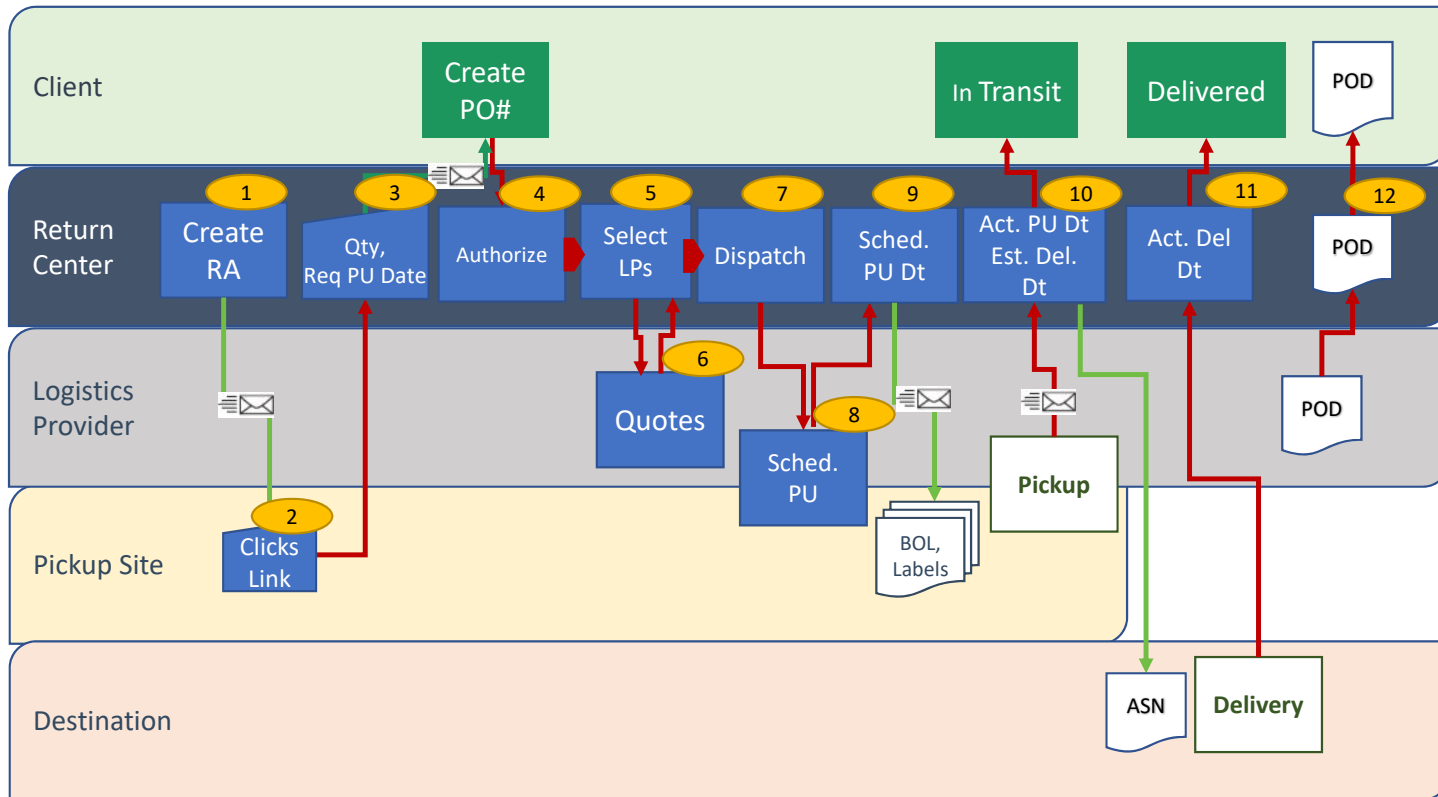 Client
Create
PO#
In Transit
Delivered
POD
Return
Center
1
Create
RA
3
Qty,
Req PU Date
4
Authorize
5
Select
LPs
7
Dispatch
9
Sched.
PU Dt
10
Act. PU Dt
Est. Del.
Dt
11
Act. Del
Dt
12
POD
Logistics
Provider
6
Quotes
8
Sched.
PU
Pickup
POD
Pickup Site
2
Clicks
Link
BOL,
Labels
Destination
ASN
Delivery